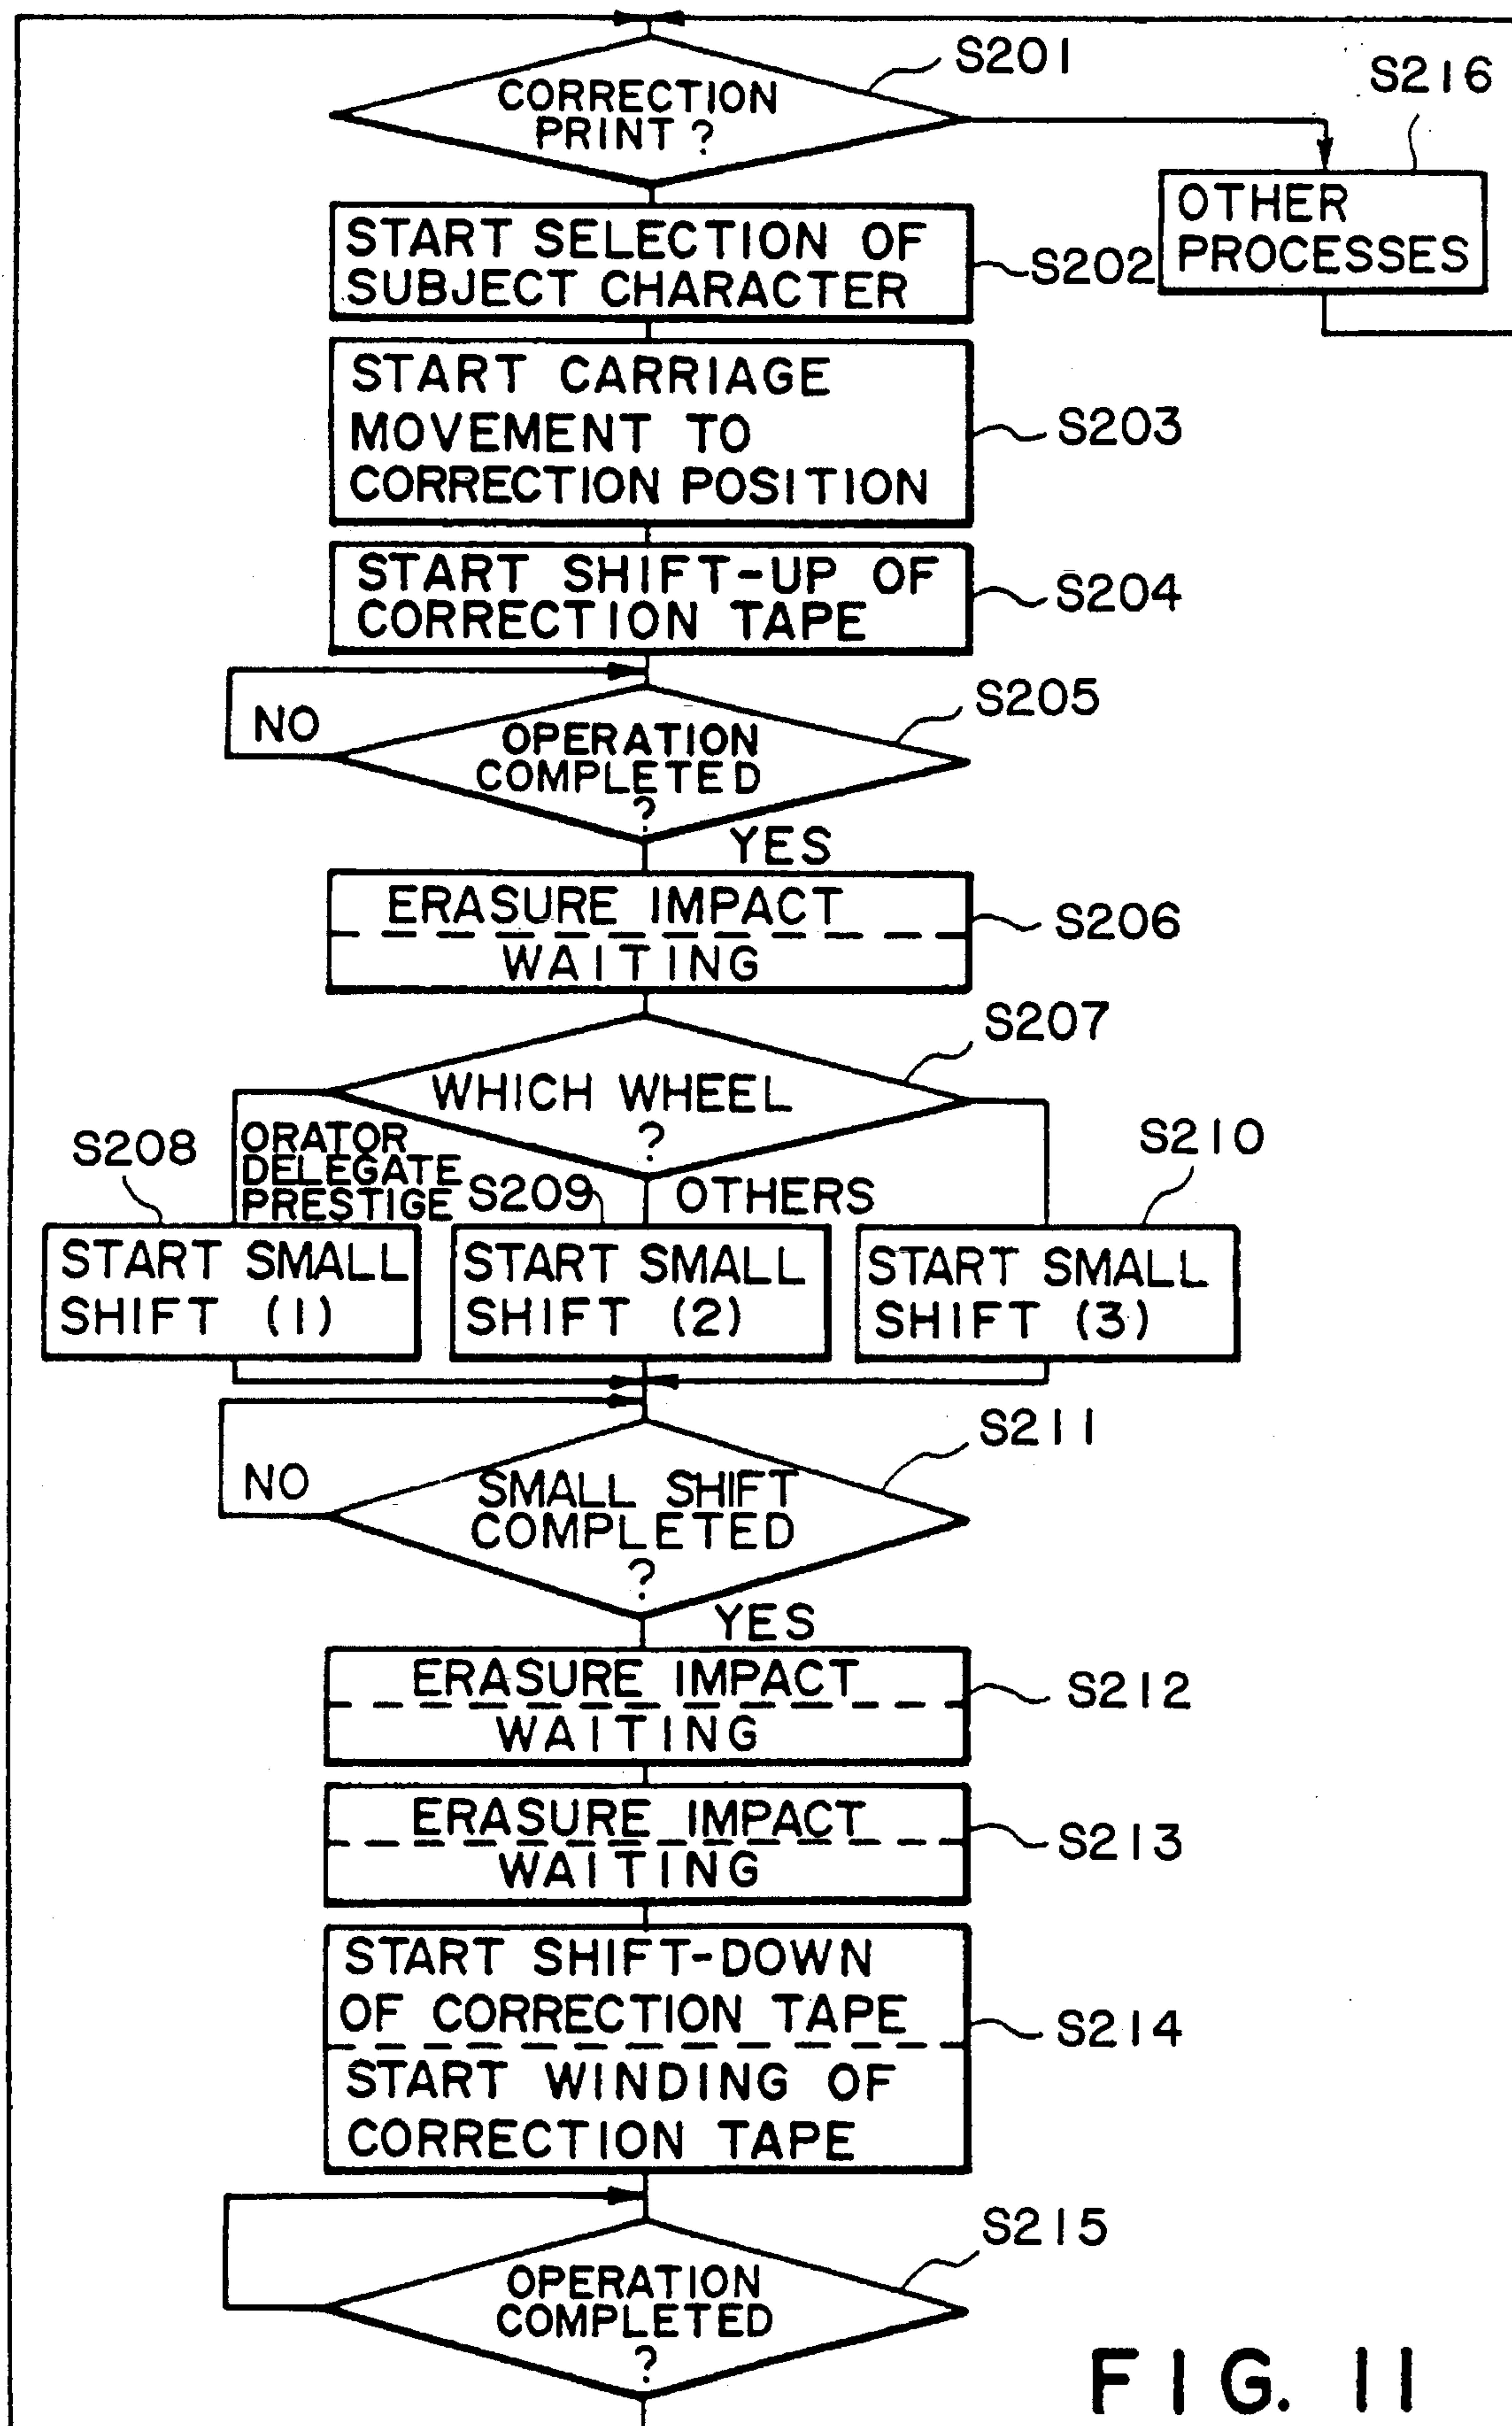 S201
CORRECTION
PRINT ?
S216
OTHER
PROCESSES
START SELECTION OF
SUBJECT CHARACTER
S202
START CARRIAGE
MOVEMENT TO
CORRECTION POSITION
S203
START SHIFT-UP OF
CORRECTION TAPE
S204
S205
NO
OPERATION
COMPLETED
?
YES
ERASURE IMPACT
WAITING
S206
S207
WHICH WHEEL
?
S208
ORATOR
DELEGATE
PRESTIGE
S209
OTHERS
S210
START SMALL
SHIFT (1)
START SMALL
SHIFT (2)
START SMALL
SHIFT (3)
S211
NO
SMALL SHIFT
COMPLETED
?
YES
ERASURE IMPACT
WAITING
S212
ERASURE IMPACT
WAITING
S213
START SHIFT-DOWN
OF CORRECTION TAPE
START WINDING OF
CORRECTION TAPE
S214
S215
OPERATION
COMPLETED
?
FIG. 11